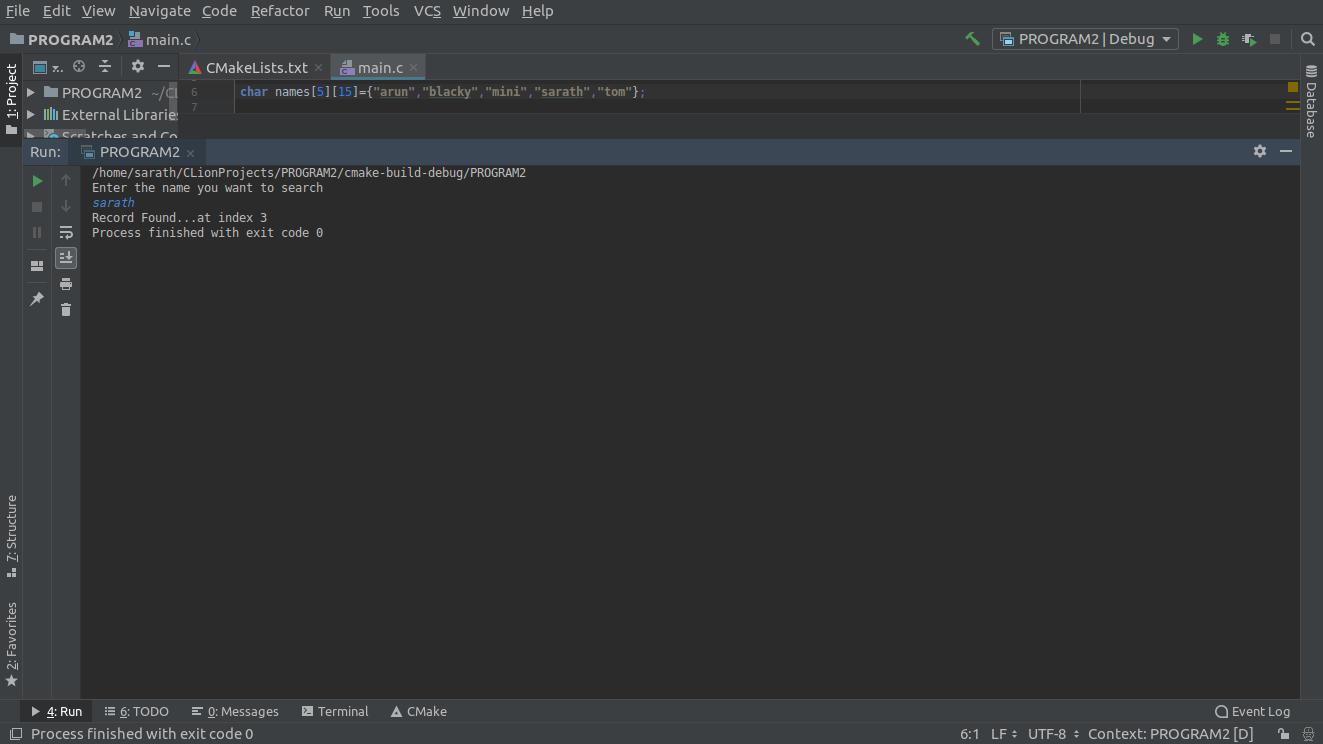 File Edit View Navigate Code Refactor Run Tools VCS Window Help
PROGRAM2 main.c PROGRAM2 | Debug
1: Project
CMakeLists.txt main.c
PROGRAM2 ~/CL
External Libraries
Scratches and Co
6 char names[5][15]={"arun","blacky","mini","sarath","tom"};
7
Database
Run: PROGRAM2
/home/sarath/CLionProjects/PROGRAM2/cmake-build-debug/PROGRAM2
Enter the name you want to search
sarath
Record Found...at index 3
Process finished with exit code 0
7: Structure
2: Favorites
4: Run 6: TODO 0: Messages Terminal CMake Event Log
Process finished with exit code 0 6:1 LF UTF-8 Context: PROGRAM2 [D]